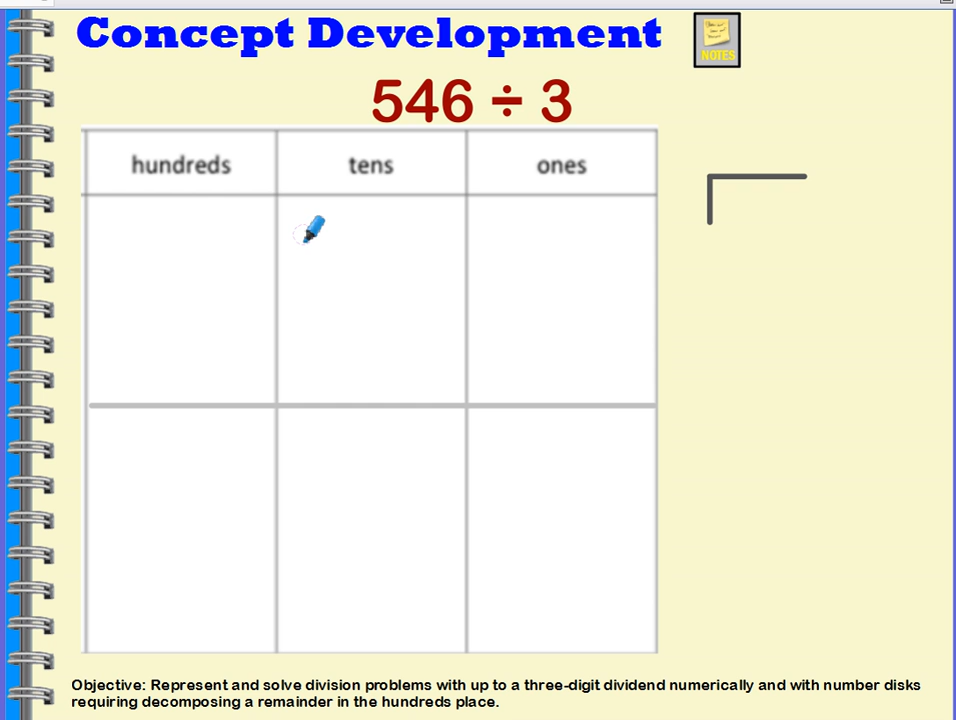 Concept Development
NOTES
546 ÷ 3
hundreds tens ones
Objective: Represent and solve division problems with up to a three-digit dividend numerically and with number disks
requiring decomposing a remainder in the hundreds place.